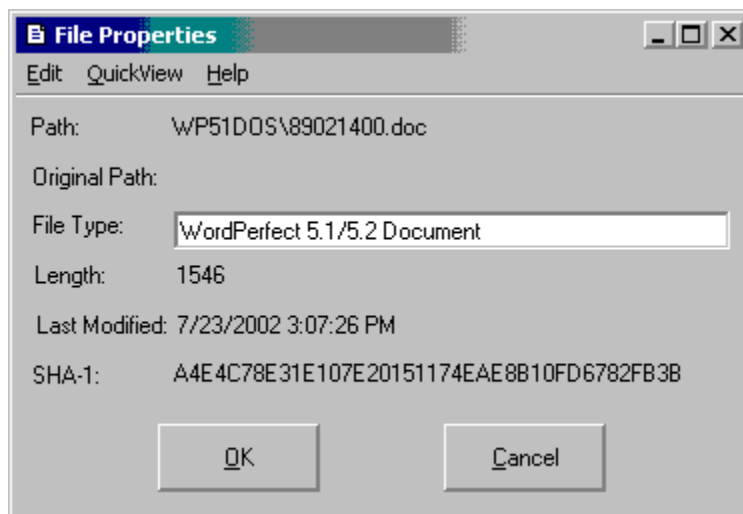 File Properties
Edit QuickView Help
Path: WP51DOS\89021400.doc
Original Path:
File Type: WordPerfect 5.1/5.2 Document
Length: 1546
Last Modified: 7/23/2002 3:07:26 PM
SHA-1: A4E4C78E31E107E20151174EAE8B10FD6782FB3B
OK Cancel